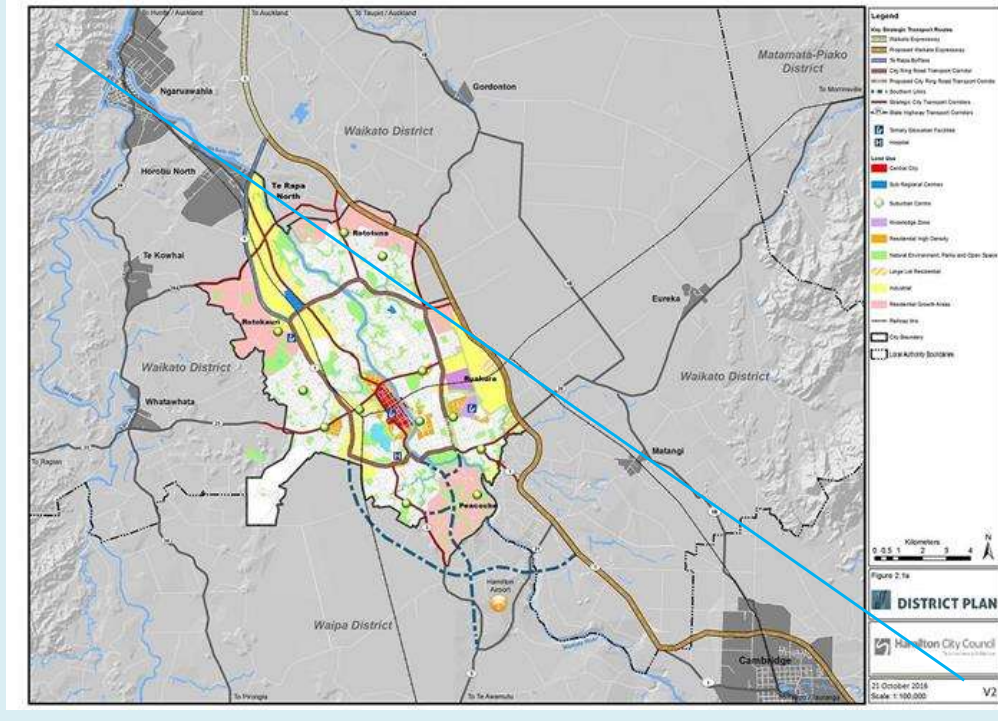 To Huntly / Auckland
To Auckland
To Taupiri / Auckland
Matamata-Piako
District
Gordonton
To Morrinsville
Ngaruawahia
Waikato District
Horotiu North
Te Rapa
North
Rototuna
Te Kowhai
Eureka
Rotokauri
Waikato District
Ruakura
Waikato District
Whatawhata
To Raglan
Matangi
Peacocke
Hamilton
Airport
Waipa District
Cambridge
To Pirongia
To Te Awamutu
Legend
Key Strategic Transport Routes
Waikato Expressway
Proposed Waikato Expressway
Te Rapa ByPass
City Ring Road Transport Corridor
Proposed City Ring Road Transport Corridor
Southern Links
Strategic City Transport Corridors
State Highway Transport Corridors
Tertiary Education Facilities
H Hospital
Land Use
Central City
Sub Regional Centres
Suburban Centre
Knowledge Zone
Residential High Density
Natural Environment, Parks and Open Space
Large Lot Residential
Industrial
Residential Growth Areas
Railway line
City Boundary
Local Authority Boundaries
Kilometers
N
0 0.5 1 2 3 4
Figure 2.1a
DISTRICT PLAN
Hamilton City Council
21 October 2016
Scale: 1:100,000
V2